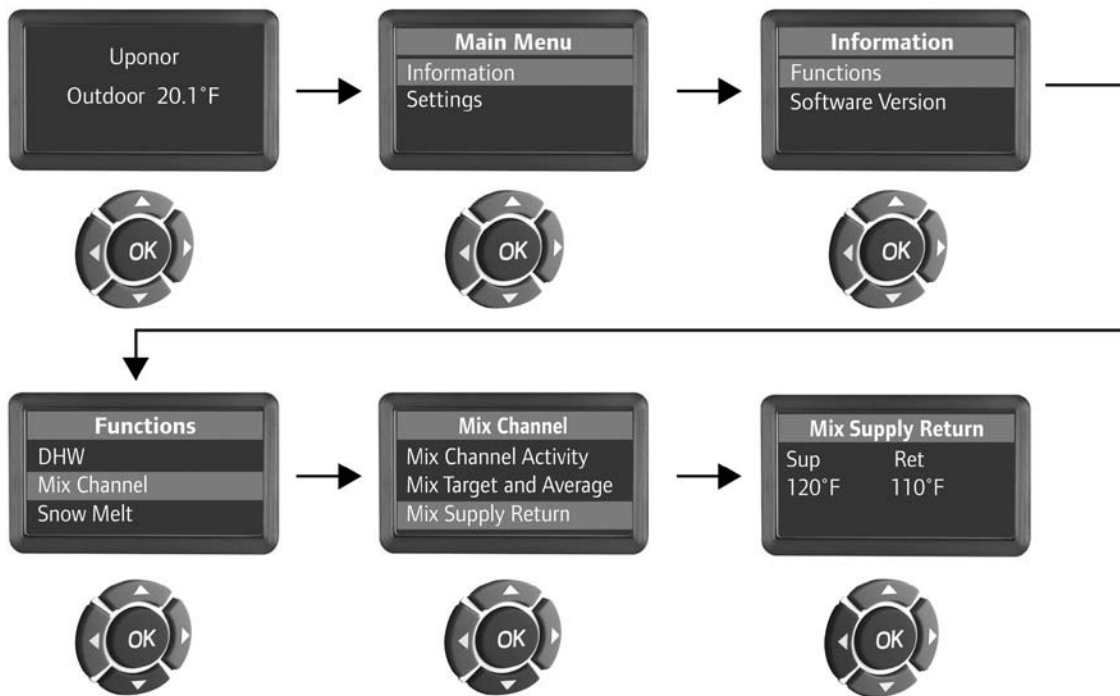 Uponor
Outdoor 20.1°F
Main Menu
Information
Settings
Information
Functions
Software Version
OK
OK
OK
Functions
DHW
Mix Channel
Snow Melt
Mix Channel
Mix Channel Activity
Mix Target and Average
Mix Supply Return
Mix Supply Return
Sup Ret
120°F 110°F
OK
OK
OK